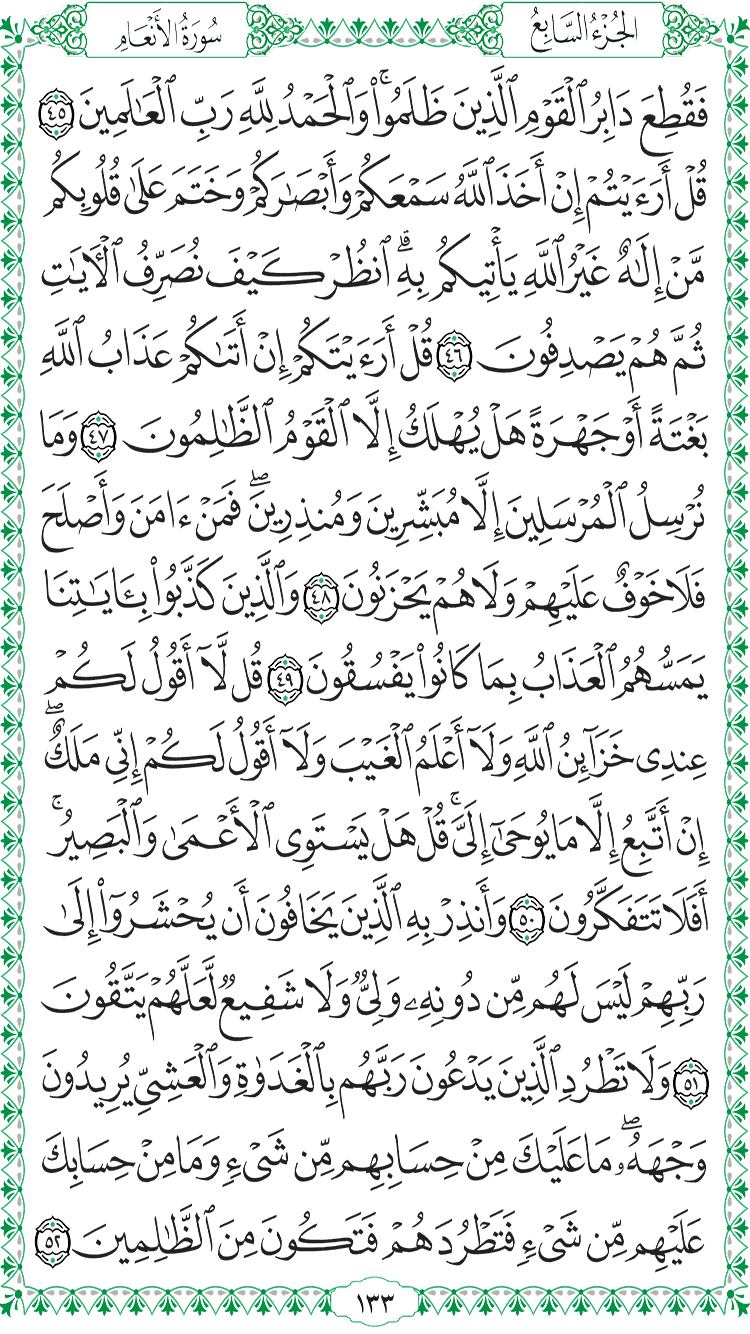 الجُزْءُ السَّابِعُ
سُورَةُ الأَنْعَامِ
فَقُطِعَ دَابِرُ ٱلْقَوْمِ ٱلَّذِينَ ظَلَمُوا۟ۚ وَٱلْحَمْدُ لِلَّهِ رَبِّ ٱلْعَٰلَمِينَ ٤٥
قُلْ أَرَءَيْتُمْ إِنْ أَخَذَ ٱللَّهُ سَمْعَكُمْ وَأَبْصَٰرَكُمْ وَخَتَمَ عَلَىٰ قُلُوبِكُم
مَّنْ إِلَٰهٌ غَيْرُ ٱللَّهِ يَأْتِيكُم بِهِۗ ٱنظُرْ كَيْفَ نُصَرِّفُ ٱلْءَايَٰتِ
ثُمَّ هُمْ يَصْدِفُونَ ٤٦ قُلْ أَرَءَيْتَكُمْ إِنْ أَتَىٰكُمْ عَذَابُ ٱللَّهِ
بَغْتَةً أَوْ جَهْرَةً هَلْ يُهْلَكُ إِلَّا ٱلْقَوْمُ ٱلظَّٰلِمُونَ ٤٧ وَمَا
نُرْسِلُ ٱلْمُرْسَلِينَ إِلَّا مُبَشِّرِينَ وَمُنذِرِينَۖ فَمَنْ ءَامَنَ وَأَصْلَحَ
فَلَا خَوْفٌ عَلَيْهِمْ وَلَا هُمْ يَحْزَنُونَ ٤٨ وَٱلَّذِينَ كَذَّبُوا۟ بِـَٔايَٰتِنَا
يَمَسُّهُمُ ٱلْعَذَابُ بِمَا كَانُوا۟ يَفْسُقُونَ ٤٩ قُل لَّآ أَقُولُ لَكُمْ
عِندِى خَزَآئِنُ ٱللَّهِ وَلَآ أَعْلَمُ ٱلْغَيْبَ وَلَآ أَقُولُ لَكُمْ إِنِّى مَلَكٌۖ
إِنْ أَتَّبِعُ إِلَّا مَا يُوحَىٰٓ إِلَىَّۚ قُلْ هَلْ يَسْتَوِى ٱلْأَعْمَىٰ وَٱلْبَصِيرُۚ
أَفَلَا تَتَفَكَّرُونَ ٥٠ وَأَنذِرْ بِهِ ٱلَّذِينَ يَخَافُونَ أَن يُحْشَرُوٓا۟ إِلَىٰ
رَبِّهِمْ لَيْسَ لَهُم مِّن دُونِهِۦ وَلِىٌّ وَلَا شَفِيعٌ لَّعَلَّهُمْ يَتَّقُونَ
٥١ وَلَا تَطْرُدِ ٱلَّذِينَ يَدْعُونَ رَبَّهُم بِٱلْغَدَوٰةِ وَٱلْعَشِىِّ يُرِيدُونَ
وَجْهَهُۥۖ مَا عَلَيْكَ مِنْ حِسَابِهِم مِّن شَىْءٍ وَمَا مِنْ حِسَابِكَ
عَلَيْهِم مِّن شَىْءٍ فَتَطْرُدَهُمْ فَتَكُونَ مِنَ ٱلظَّٰلِمِينَ ٥٢
١٣٣